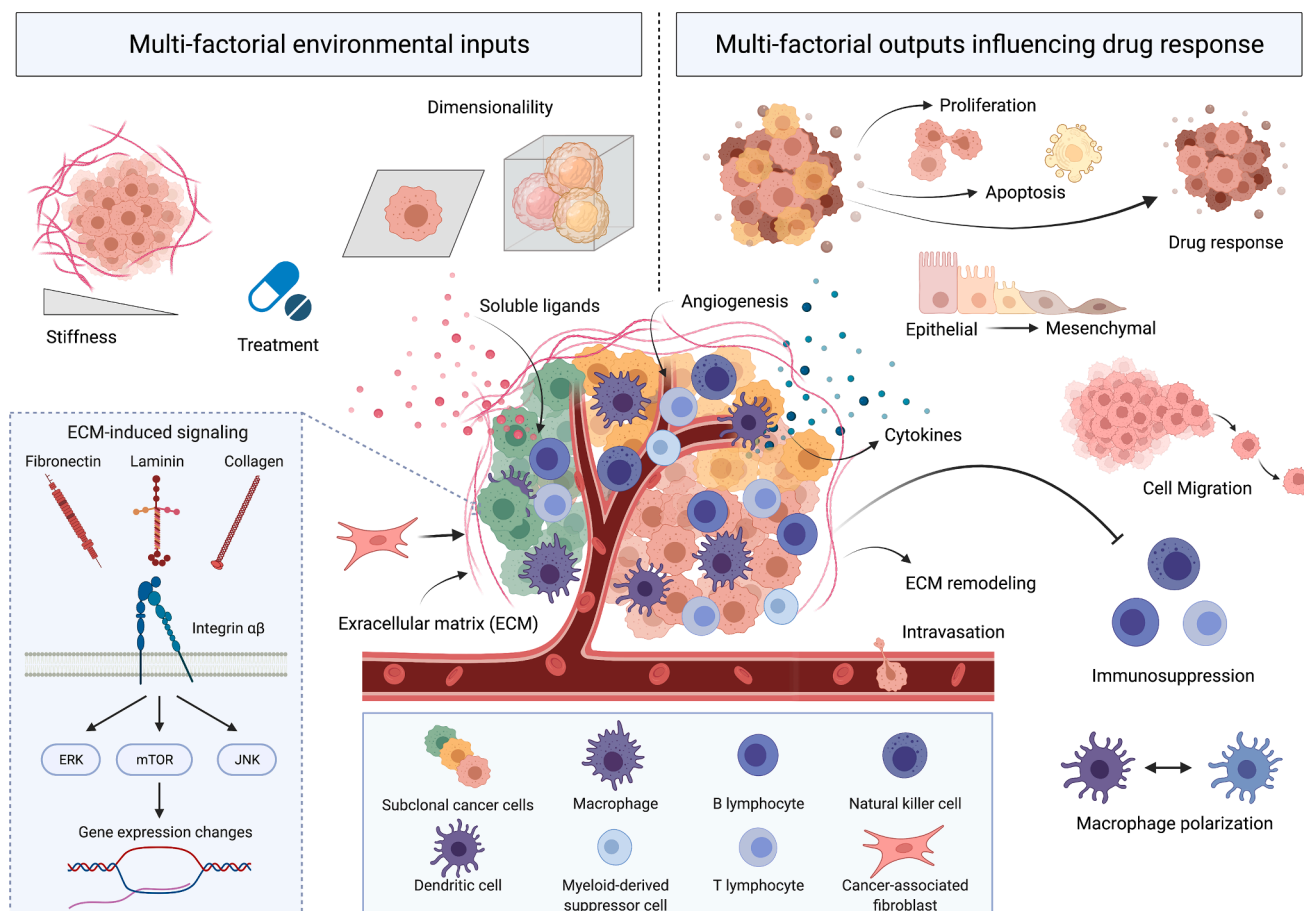 Multi-factorial environmental inputs
Multi-factorial outputs influencing drug response
Dimensionalility
Stiffness
Treatment
Soluble ligands
Angiogenesis
Proliferation
Apoptosis
Drug response
Epithelial
Mesenchymal
Cytokines
Cell Migration
ECM-induced signaling
Fibronectin
Laminin
Collagen
Integrin αβ
ERK
mTOR
JNK
Gene expression changes
Exracellular matrix (ECM)
ECM remodeling
Intravasation
Immunosuppression
Macrophage polarization
Subclonal cancer cells
Macrophage
B lymphocyte
Natural killer cell
Dendritic cell
Myeloid-derived
suppressor cell
T lymphocyte
Cancer-associated
fibroblast